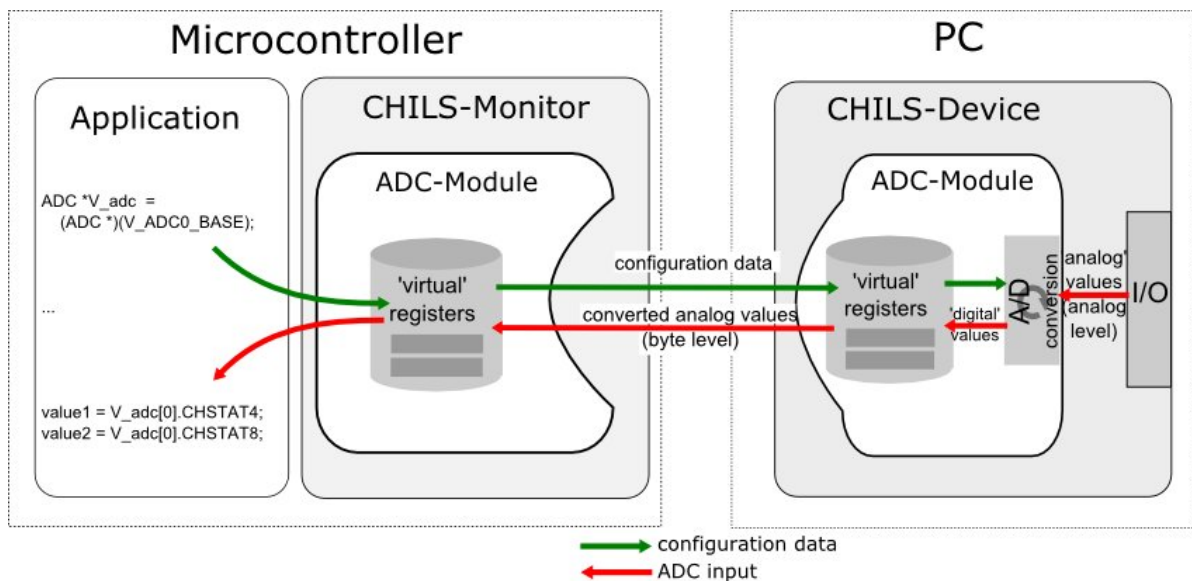 Microcontroller
PC
Application
CHILS-Monitor
CHILS-Device
ADC-Module
ADC-Module
ADC *V_adc =
(ADC *)(V_ADC0_BASE);
...
value1 = V_adc[0].CHSTAT4;
value2 = V_adc[0].CHSTAT8;
'virtual'
registers
configuration data
converted analog values
(byte level)
'virtual'
registers
'digital'
values
A/D
conversion
'analog'
values
(analog
level)
I/O
configuration data
ADC input